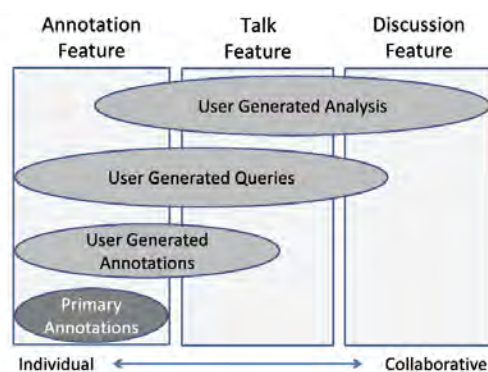 Annotation Feature
Talk Feature
Discussion Feature
User Generated Analysis
User Generated Queries
User Generated
Annotations
Primary
Annotations
Individual
Collaborative